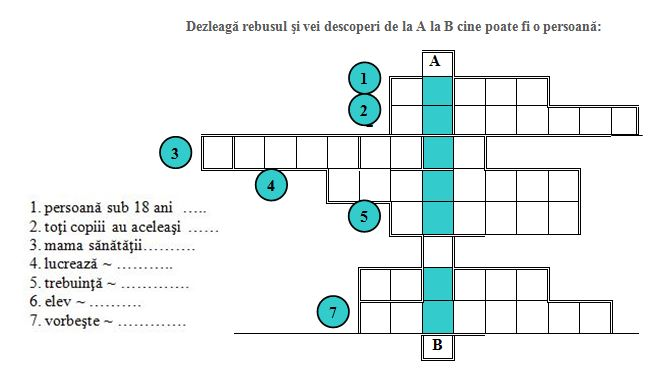 Dezleagă rebusul şi vei descoperi de la A la B cine poate fi o persoană:
A
1
2
3
4
5
7
B
1. persoană sub 18 ani …..
2. toţi copiii au aceleaşi ……
3. mama sănătăţii……….
4. lucrează ~ ………..
5. trebuinţă ~ ………….
6. elev ~ ……….
7. vorbeşte ~ ………….